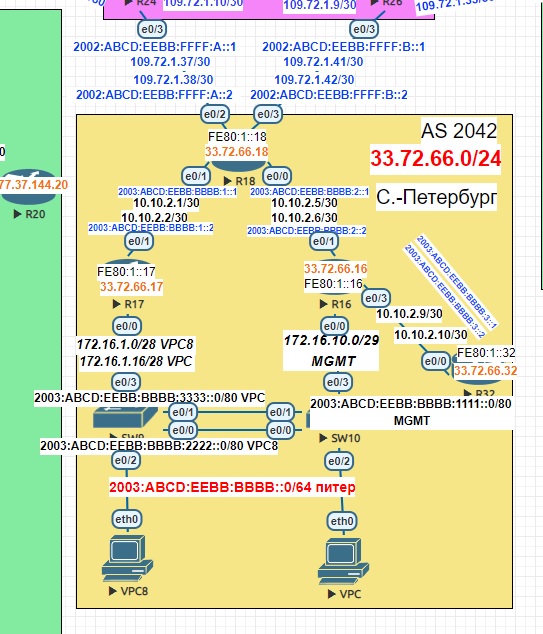 R24
109.72.1.10/30
109.72.1.9/30
R26
e0/3
e0/3
2002:ABCD:EEBB:FFFF:A::1
2002:ABCD:EEBB:FFFF:B::1
109.72.1.37/30
109.72.1.41/30
109.72.1.38/30
109.72.1.42/30
2002:ABCD:EEBB:FFFF:A::2
2002:ABCD:EEBB:FFFF:B::2
e0/2
e0/3
AS 2042
FE80:1::18
33.72.66.18
33.72.66.0/24
R18
e0/1
e0/0
С.-Петербург
77.37.144.20
R20
2003:ABCD:EEBB:BBBB:1::1
2003:ABCD:EEBB:BBBB:2::1
10.10.2.1/30
10.10.2.5/30
10.10.2.2/30
10.10.2.6/30
2003:ABCD:EEBB:BBBB:1::2
2003:ABCD:EEBB:BBBB:2::2
e0/1
e0/1
2003:ABCD:EEBB:BBBB:3::1
2003:ABCD:EEBB:BBBB:3::2
FE80:1::17
33.72.66.17
R17
33.72.66.16
FE80:1::16
R16
e0/3
10.10.2.9/30
10.10.2.10/30
e0/0
e0/0
172.16.1.0/28 VPC8
172.16.1.16/28 VPC
172.16.10.0/29
MGMT
e0/0
FE80:1::32
33.72.66.32
R32
e0/3
e0/3
2003:ABCD:EEBB:BBBB:3333::0/80 VPC
2003:ABCD:EEBB:BBBB:1111::0/80
MGMT
e0/1
e0/1
e0/0
e0/0
SW9
SW10
2003:ABCD:EEBB:BBBB:2222::0/80 VPC8
e0/2
e0/2
2003:ABCD:EEBB:BBBB::0/64 питер
eth0
eth0
VPC8
VPC